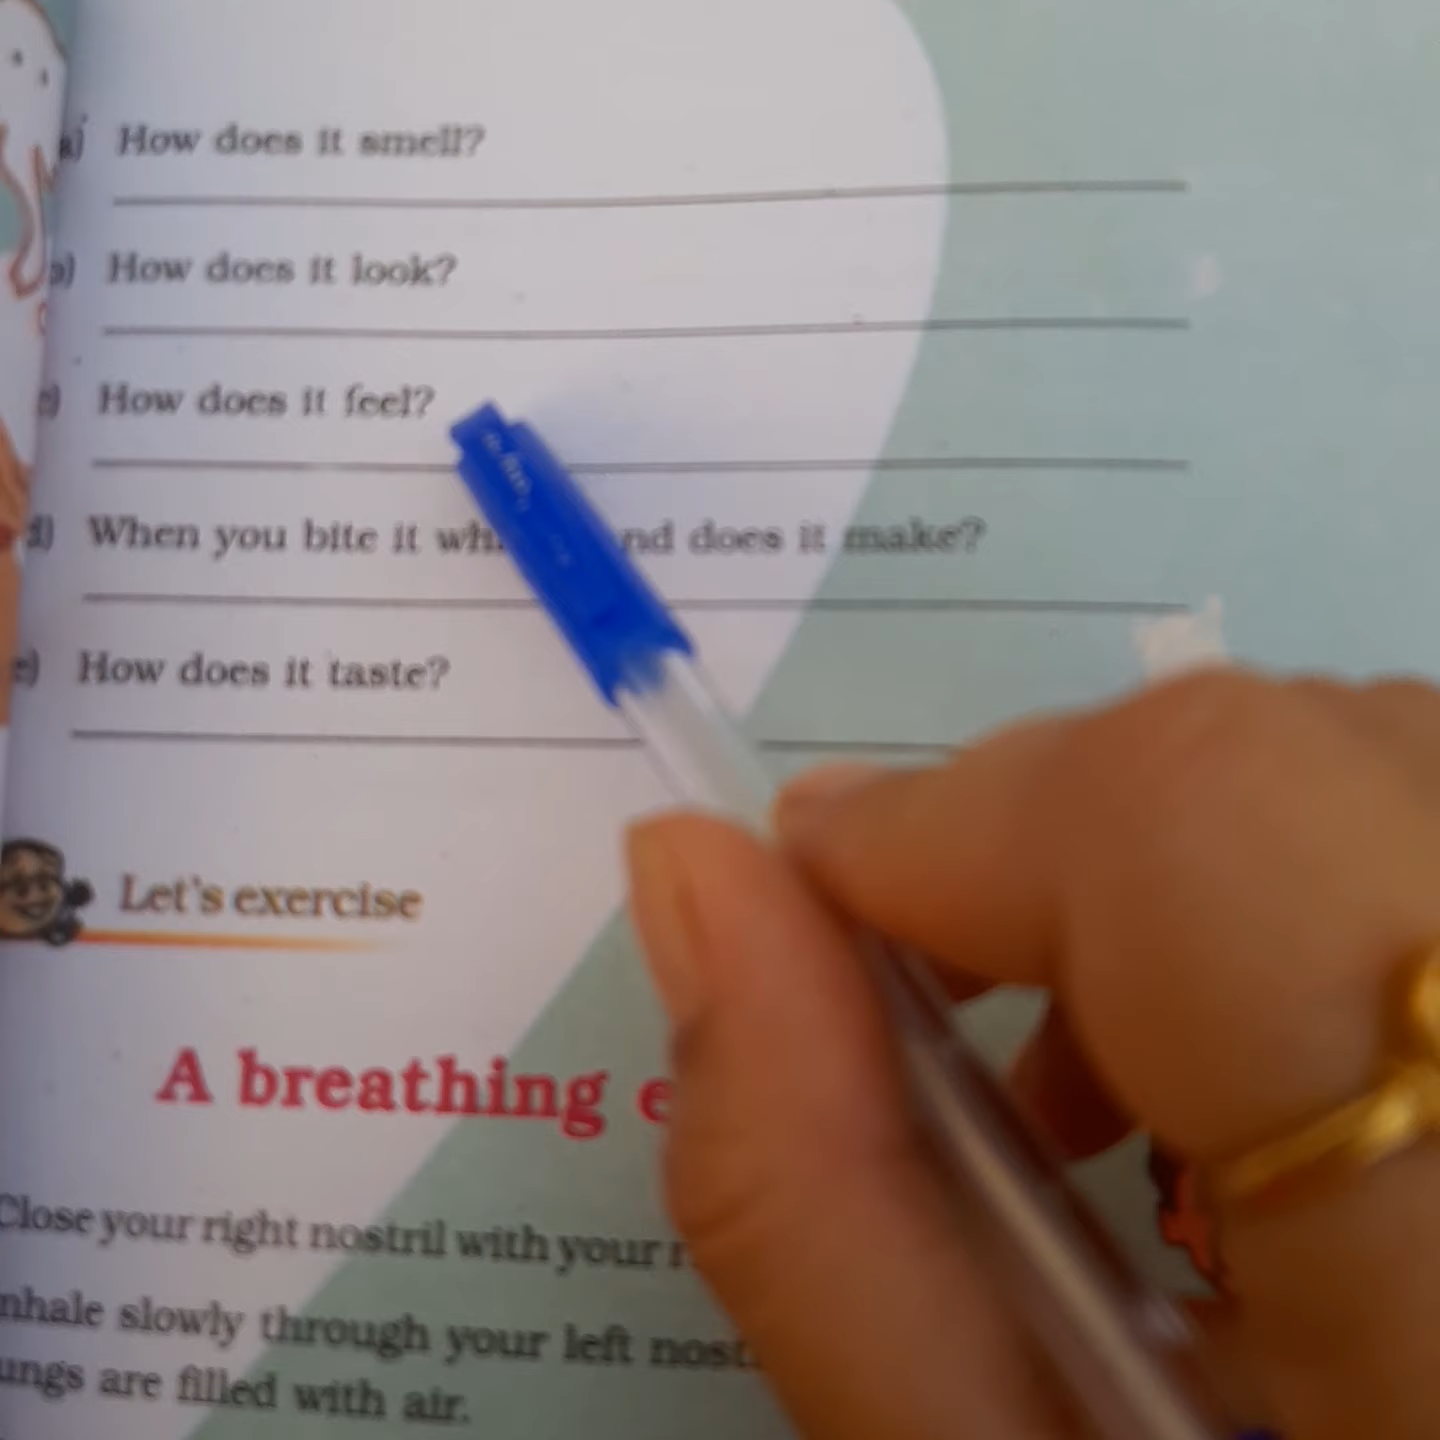 a) How does it smell?
b) How does it look?
c) How does it feel?
d) When you bite it nd does it make?
e) How does it taste?
Let's exercise
A breathing
Close your right nostril with your
nhale slowly through your left
ungs are filled with air.